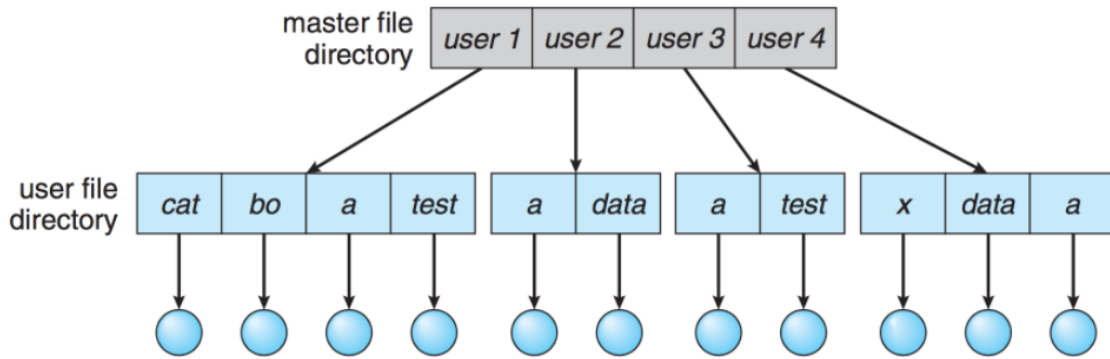 master file
directory
user 1 user 2 user 3 user 4
user file
directory
cat bo a test a data a test x data a